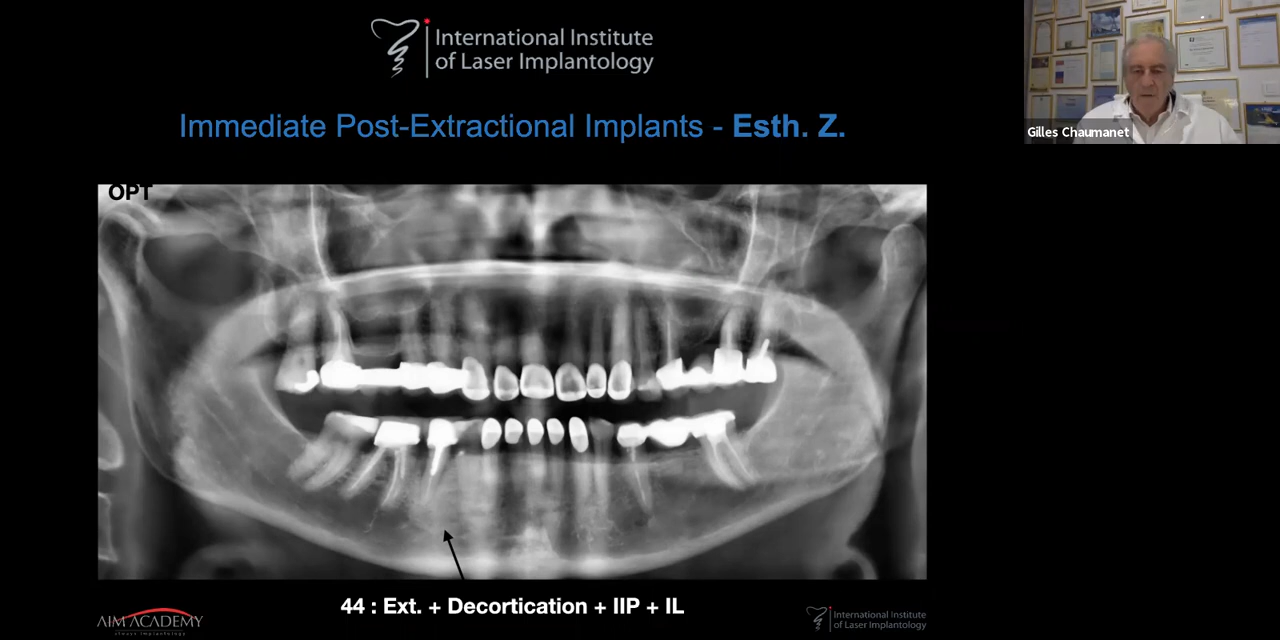 International Institute
of Laser Implantology
Immediate Post-Extractional Implants - Esth. Z.
Gilles Chaumanet
OPT
44 : Ext. + Decortication + IIP + IL
AIM ACADEMY
International Institute
of Laser Implantology